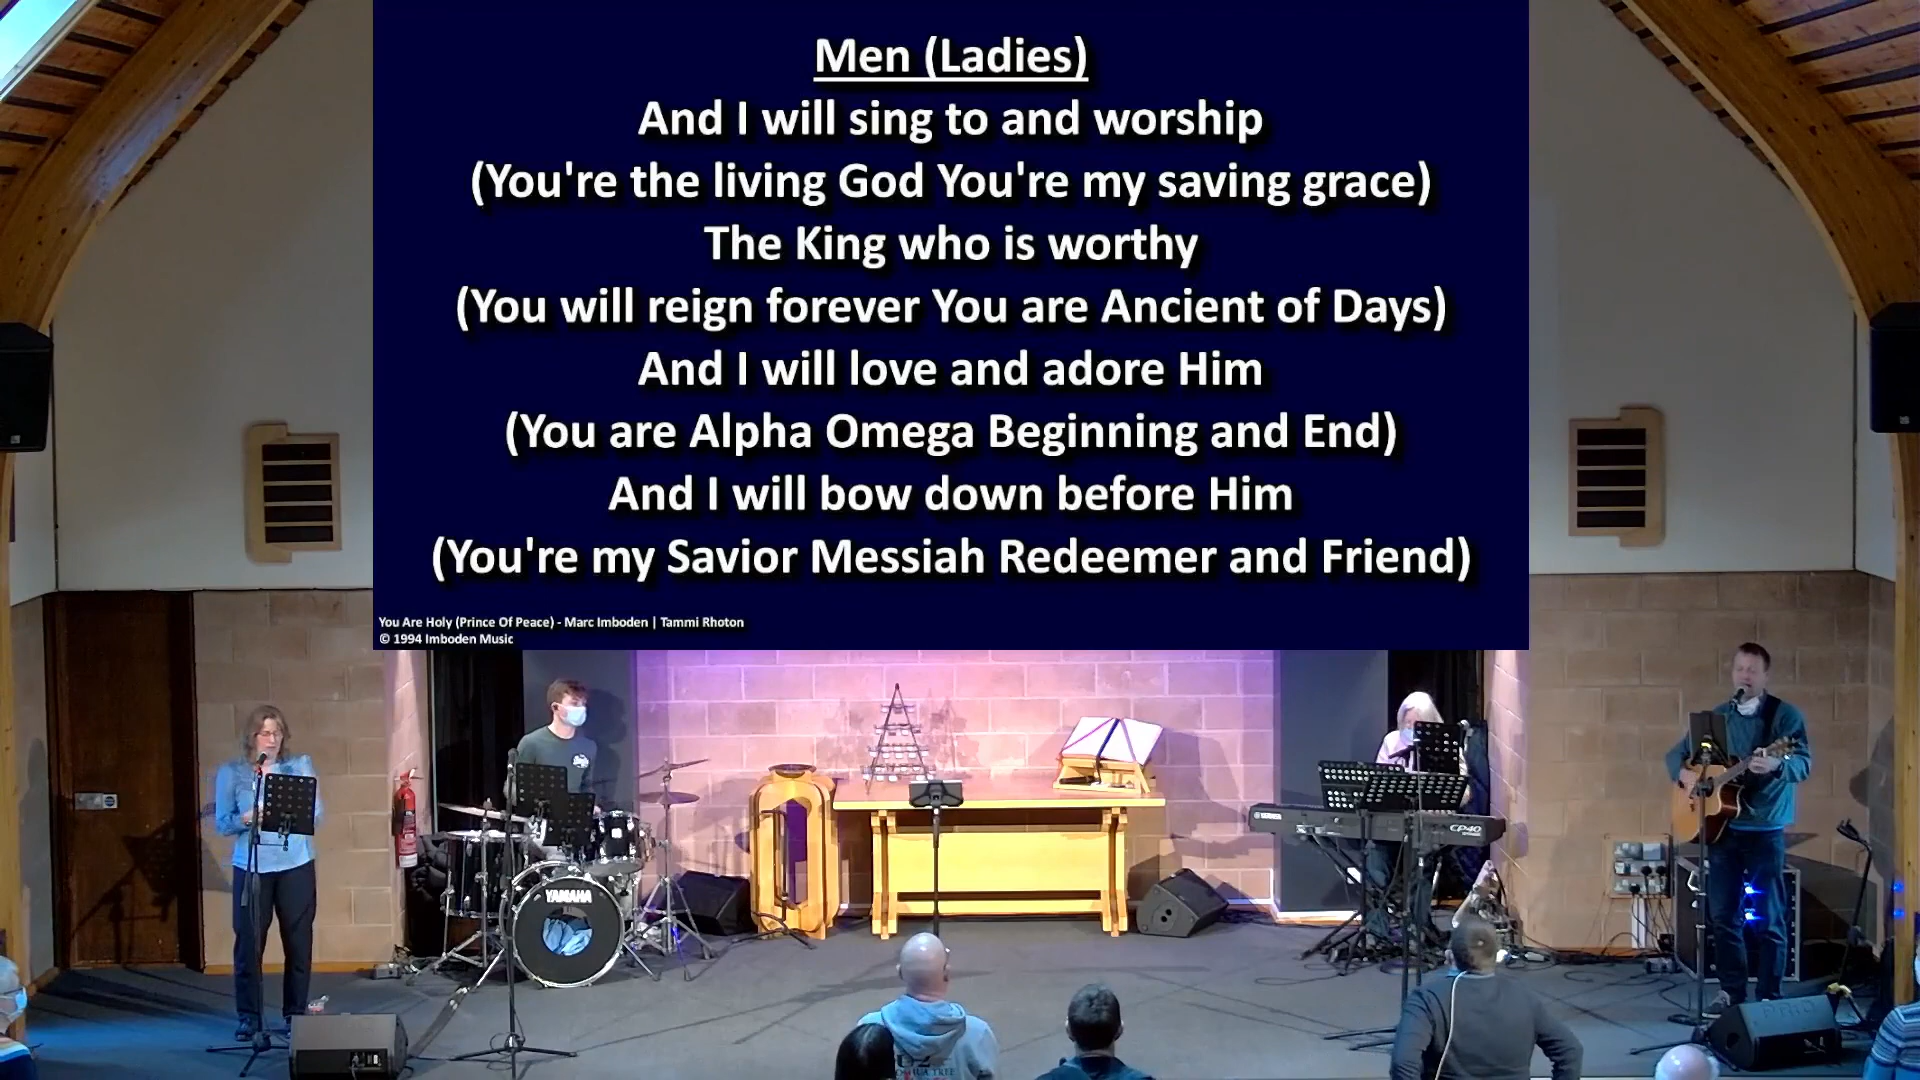 Men (Ladies)
And I will sing to and worship
(You're the living God You're my saving grace)
The King who is worthy
(You will reign forever You are Ancient of Days)
And I will love and adore Him
(You are Alpha Omega Beginning and End)
And I will bow down before Him
(You're my Savior Messiah Redeemer and Friend)
You Are Holy (Prince Of Peace) - Marc Imboden | Tammi Rhoton
© 1994 Imboden Music
YAMAHA
YAMAHA
CP40
TREE